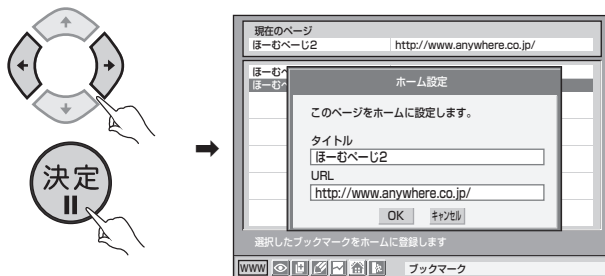 決定
現在のページ
ほーむぺーじ2 http://www.anywhere.co.jp/
ほーむペ
ほーむペ
ホーム設定
このページをホームに設定します。
タイトル
ほーむぺーじ2
URL
http://www.anywhere.co.jp/
OK キャンセル
選択したブックマークをホームに登録します
WWW ブックマーク